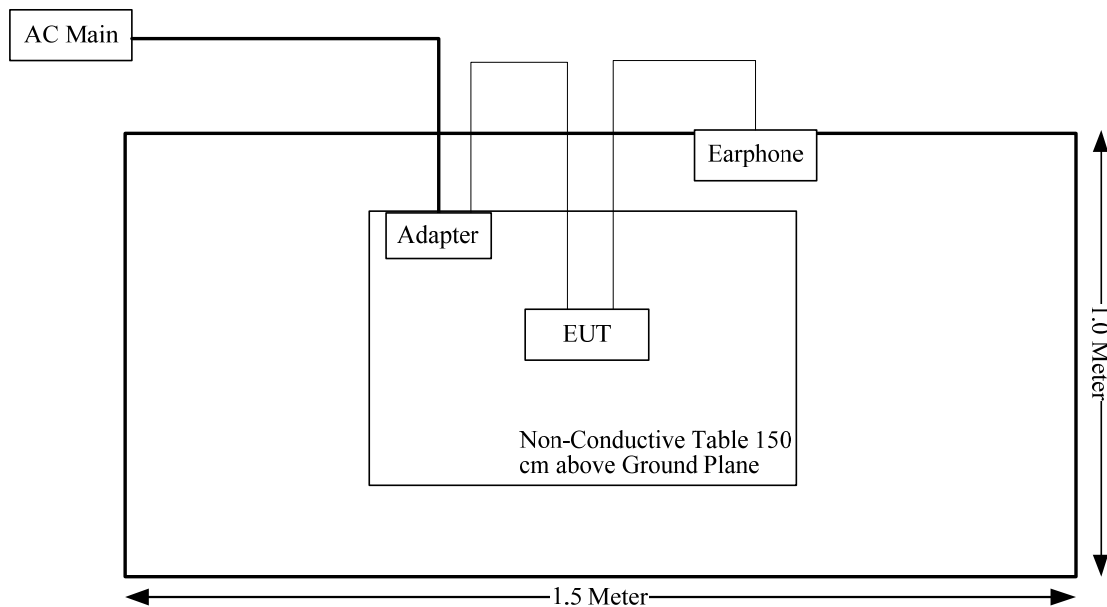 AC Main
Earphone
Adapter
EUT
Non-Conductive Table 150
cm above Ground Plane
1.0 Meter
1.5 Meter